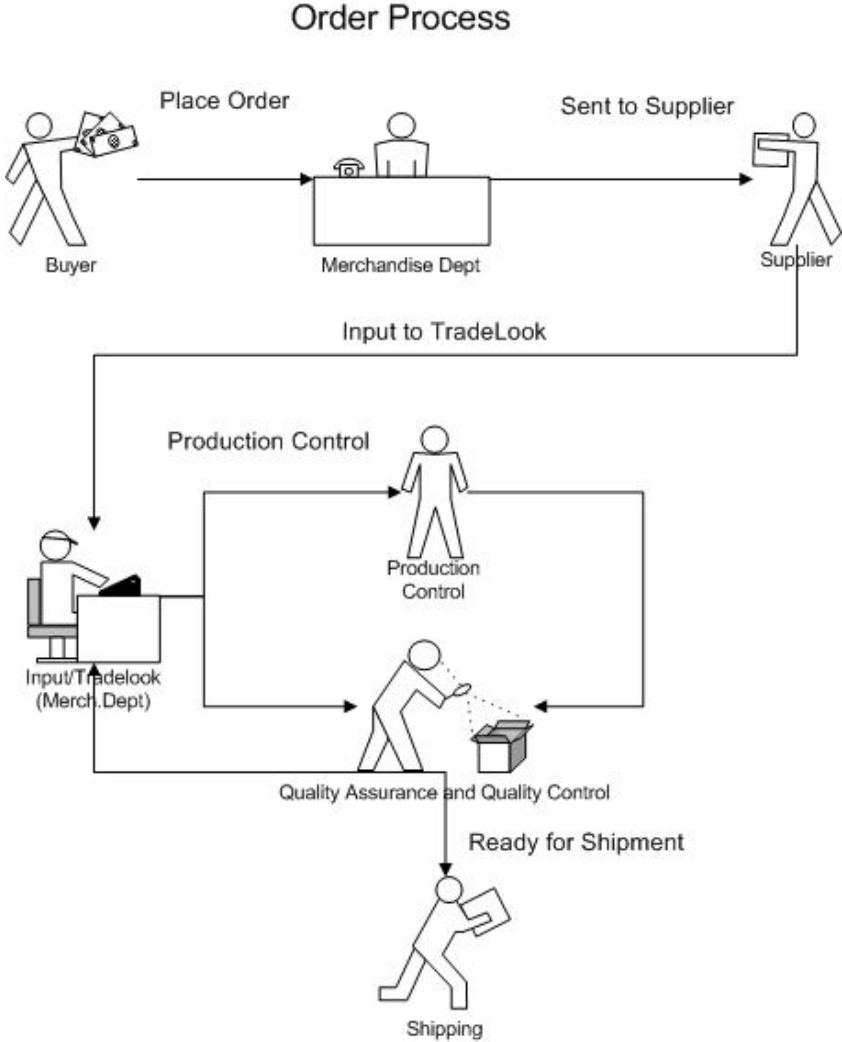 Order Process
Place Order
Sent to Supplier
Buyer
Merchandise Dept
Supplier
Input to TradeLook
Production Control
Production
Control
Input/Tradelook
(Merch.Dept)
Quality Assurance and Quality Control
Ready for Shipment
Shipping